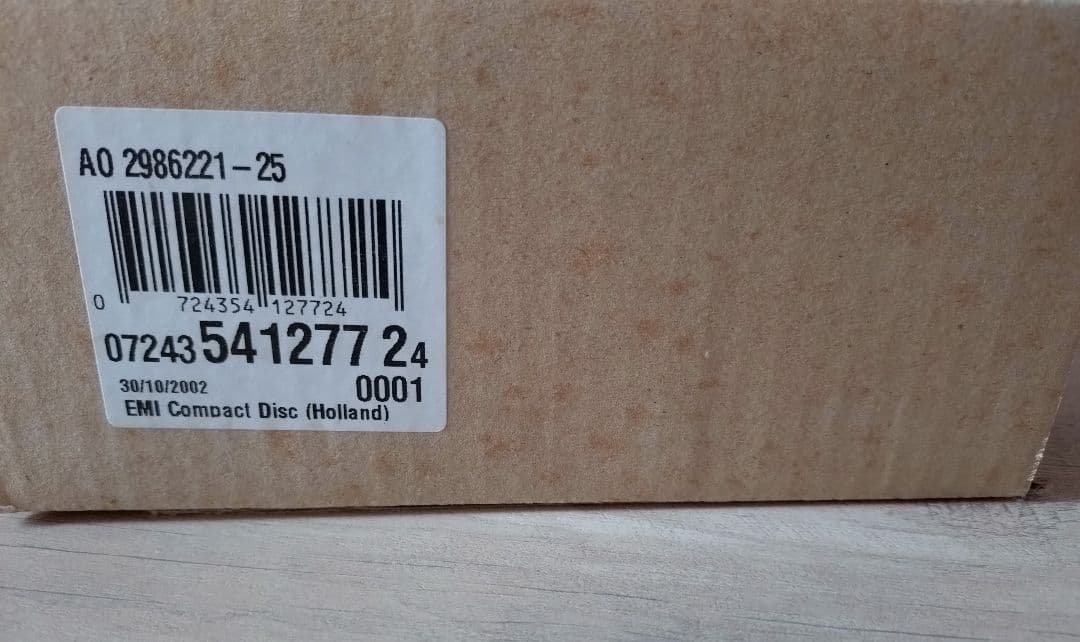 AO 2986221-25
0 724354 127724
07243 541277 24
30/10/2002 0001
EMI Compact Disc (Holland)